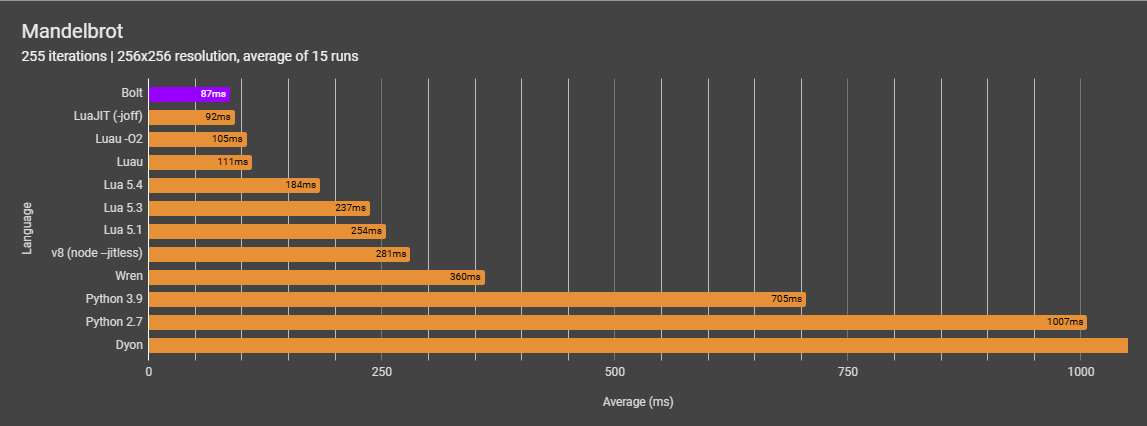 Mandelbrot
255 iterations | 256x256 resolution, average of 15 runs
Language
Bolt 87ms
LuaJIT (-joff) 92ms
Luau -O2 105ms
Luau 111ms
Lua 5.4 184ms
Lua 5.3 237ms
Lua 5.1 254ms
v8 (node --jitless) 281ms
Wren 360ms
Python 3.9 705ms
Python 2.7 1007ms
Dyon
0 250 500 750 1000
Average (ms)